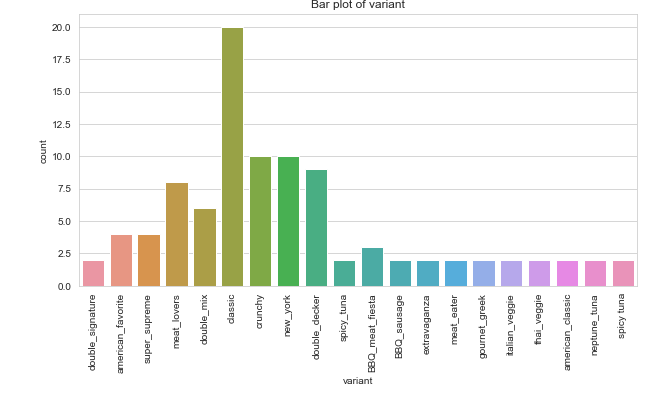 Bar plot of variant
20.0
17.5
15.0
12.5
10.0
7.5
5.0
2.5
0.0
count
double_signature
american_favorite
super_supreme
meat_lovers
double_mix
classic
crunchy
new_york
double_decker
spicy_tuna
BBQ_meat_fiesta
BBQ_sausage
extravaganza
meat_eater
gournet_greek
italian_veggie
thai_veggie
american_classic
neptune_tuna
spicy tuna
variant